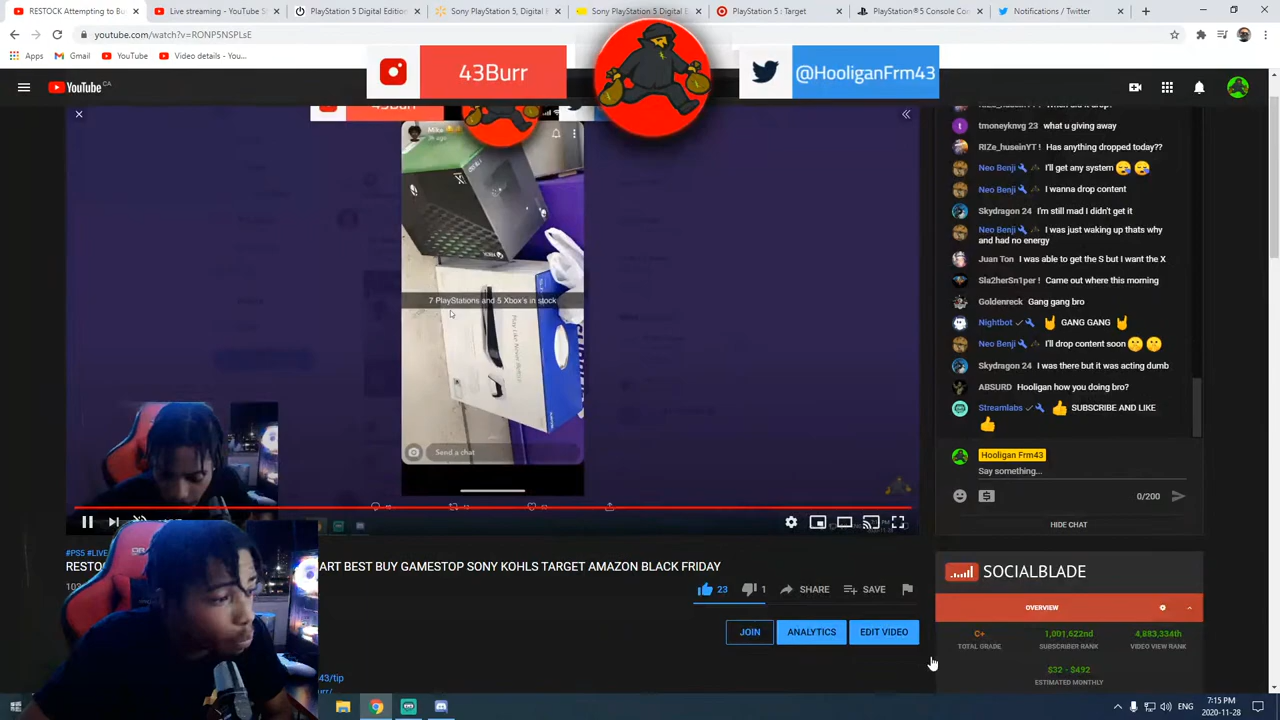 RESTOCK PS5 LIVE
Live streaming - YouTube S
PlayStation 5 Digital Edition
Sony PlayStation 5, Digital E
Sony PlayStation 5 Digital
PlayStation 5 : Target
PlayStation®5 Console
Notifications / Twitter
youtube.com/watch?v=RONP5NSPLsE
Apps
Gmail
YouTube
Video details - You...
43Burr
@HooliganFrm43
YouTube CA
Mike
7 PlayStations and 5 Xbox's in stock
Send a chat
tmoneyknvg 23 what u giving away
RIZe_huseinYT ! Has anything dropped today??
Neo Benji I'll get any system
Neo Benji I wanna drop content
Skydragon 24 I'm still mad I didn't get it
Neo Benji I was just waking up thats why
and had no energy
Juan Ton I was able to get the S but I want the X
Sla2herSn1per ! Came out where this morning
Goldenreck Gang gang bro
Nightbot GANG GANG
Neo Benji I'll drop content soon
Skydragon 24 I was there but it was acting dumb
ABSURD Hooligan how you doing bro?
Streamlabs SUBSCRIBE AND LIKE
Hooligan Frm43
Say something...
0/200
HIDE CHAT
#PS5 #LIVE
RESTO
ART BEST BUY GAMESTOP SONY KOHLS TARGET AMAZON BLACK FRIDAY
23
1
SHARE
SAVE
JOIN
ANALYTICS
EDIT VIDEO
43/tip
urr/
SOCIALBLADE
OVERVIEW
C+
TOTAL GRADE
1,091,622nd
SUBSCRIBER RANK
4,883,334th
VIDEO VIEW RANK
$32 - $492
ESTIMATED MONTHLY
ENG
7:15 PM
2020-11-28